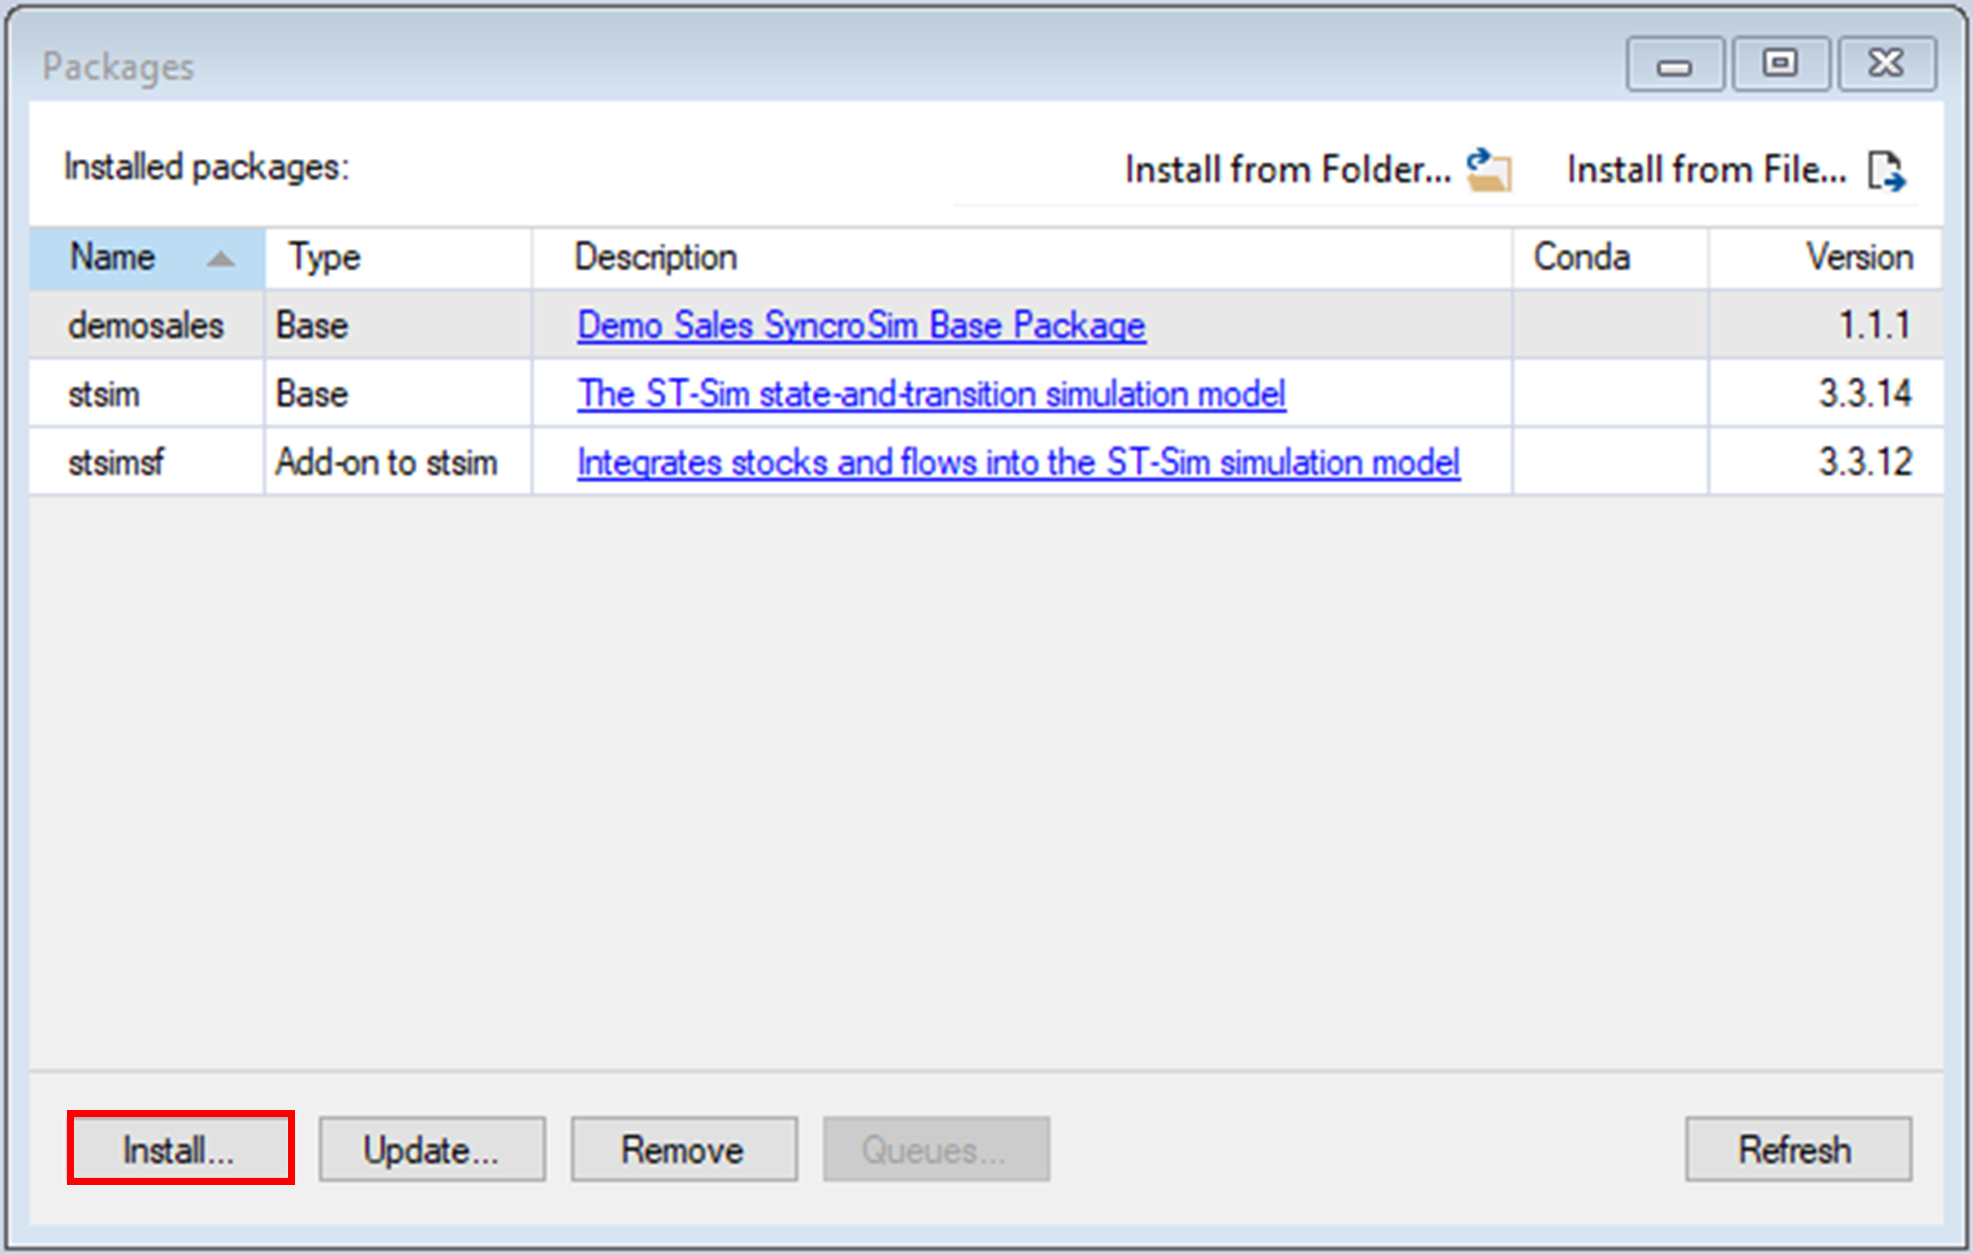 Packages
Installed packages: Install from Folder... Install from File...
Name Type Description Conda Version
demosales Base Demo Sales SyncroSim Base Package 1.1.1
stsim Base The ST-Sim state-and-transition simulation model 3.3.14
stsimsf Add-on to stsim Integrates stocks and flows into the ST-Sim simulation model 3.3.12
Install... Update... Remove Queues... Refresh